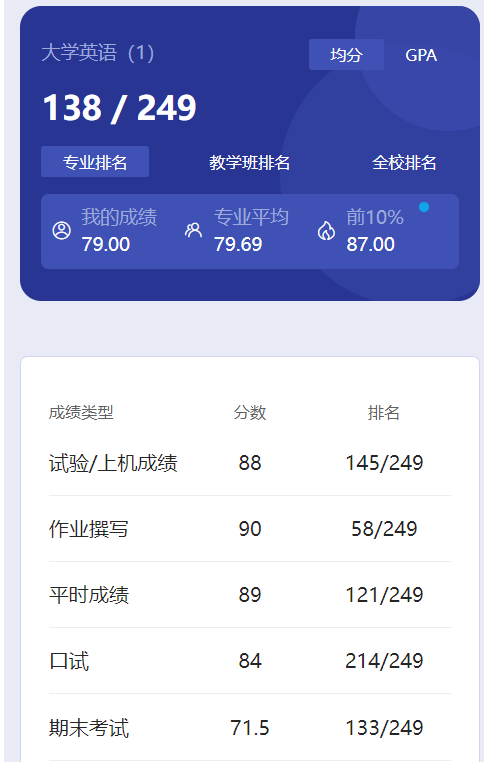 大学英语（1） 均分 GPA
138 / 249
专业排名 教学班排名 全校排名
我的成绩 专业平均 前10%
79.00 79.69 87.00
成绩类型 分数 排名
试验/上机成绩 88 145/249
作业撰写 90 58/249
平时成绩 89 121/249
口试 84 214/249
期末考试 71.5 133/249